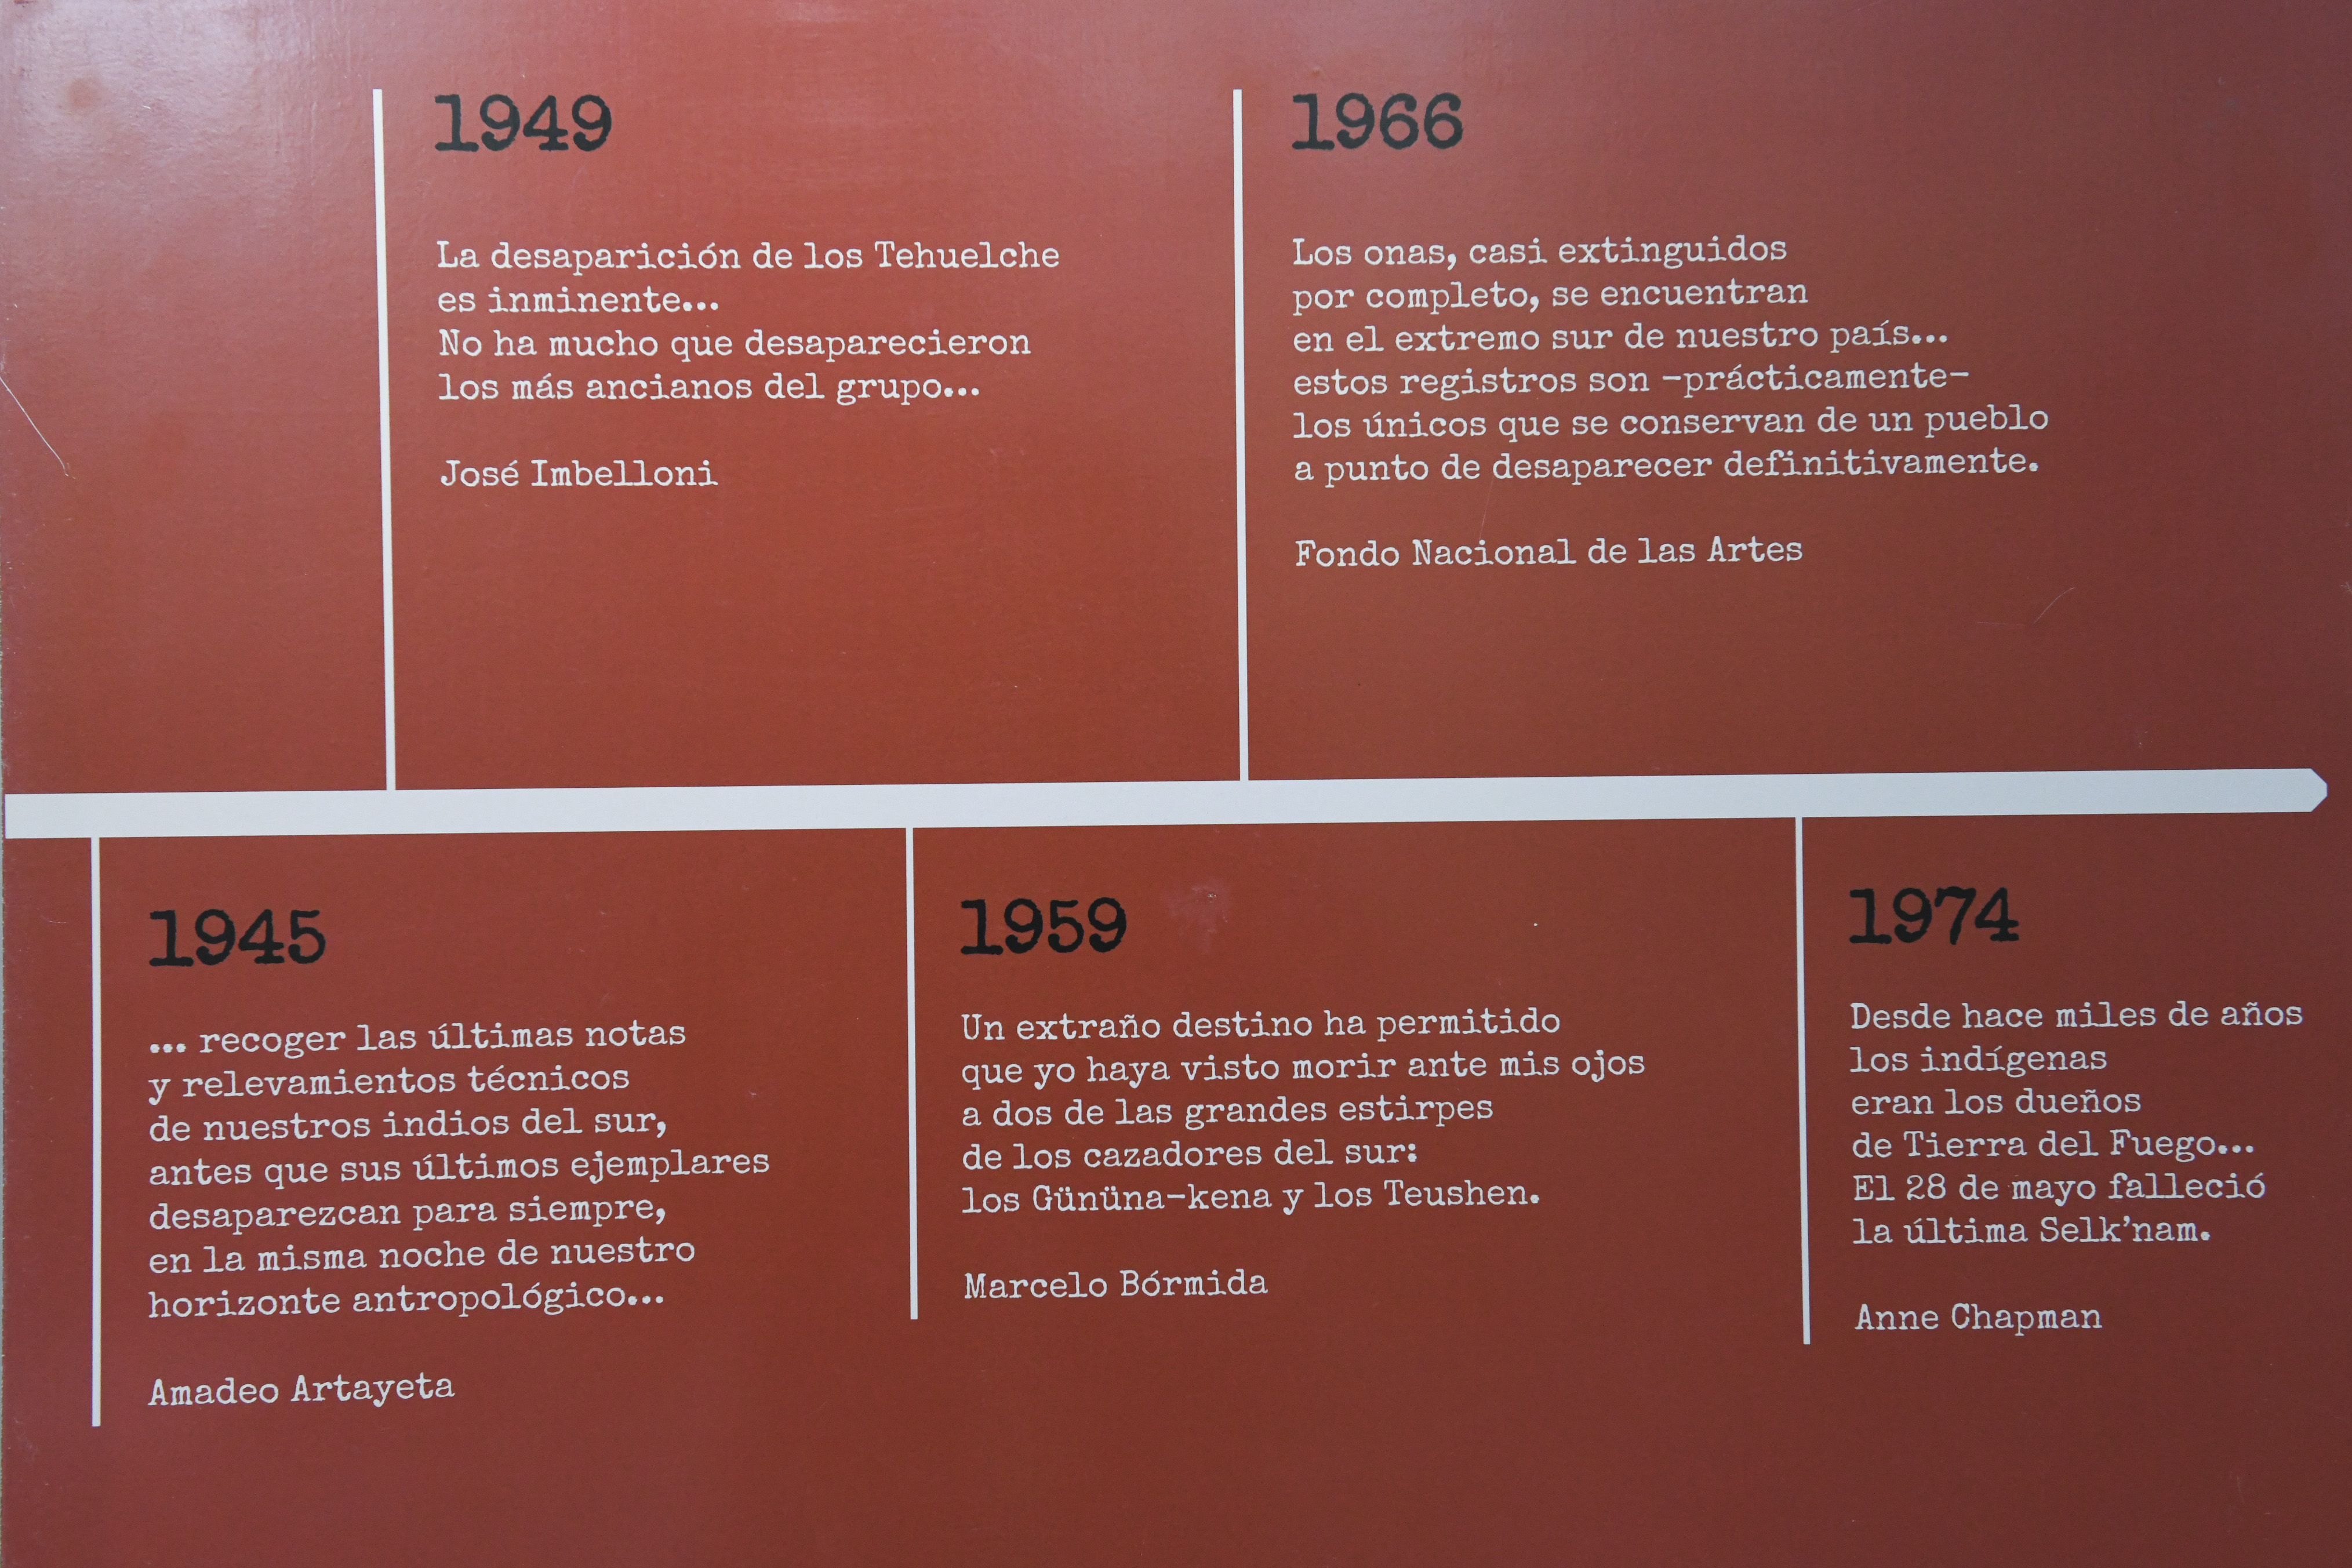 1949
La desaparición de los Tehuelche
es inminente...
No ha mucho que desaparecieron
los más ancianos del grupo...
José Imbelloni
1966
Los onas, casi extinguidos
por completo, se encuentran
en el extremo sur de nuestro país...
estos registros son -prácticamente-
los únicos que se conservan de un pueblo
a punto de desaparecer definitivamente.
Fondo Nacional de las Artes
1945
... recoger las últimas notas
y relevamientos técnicos
de nuestros indios del sur,
antes que sus últimos ejemplares
desaparezcan para siempre,
en la misma noche de nuestro
horizonte antropológico...
Amadeo Artayeta
1959
Un extraño destino ha permitido
que yo haya visto morir ante mis ojos
a dos de las grandes estirpes
de los cazadores del sur:
los Gününa-kena y los Teushen.
Marcelo Bórmida
1974
Desde hace miles de años
los indígenas
eran los dueños
de Tierra del Fuego...
El 28 de mayo falleció
la última Selk'nam.
Anne Chapman